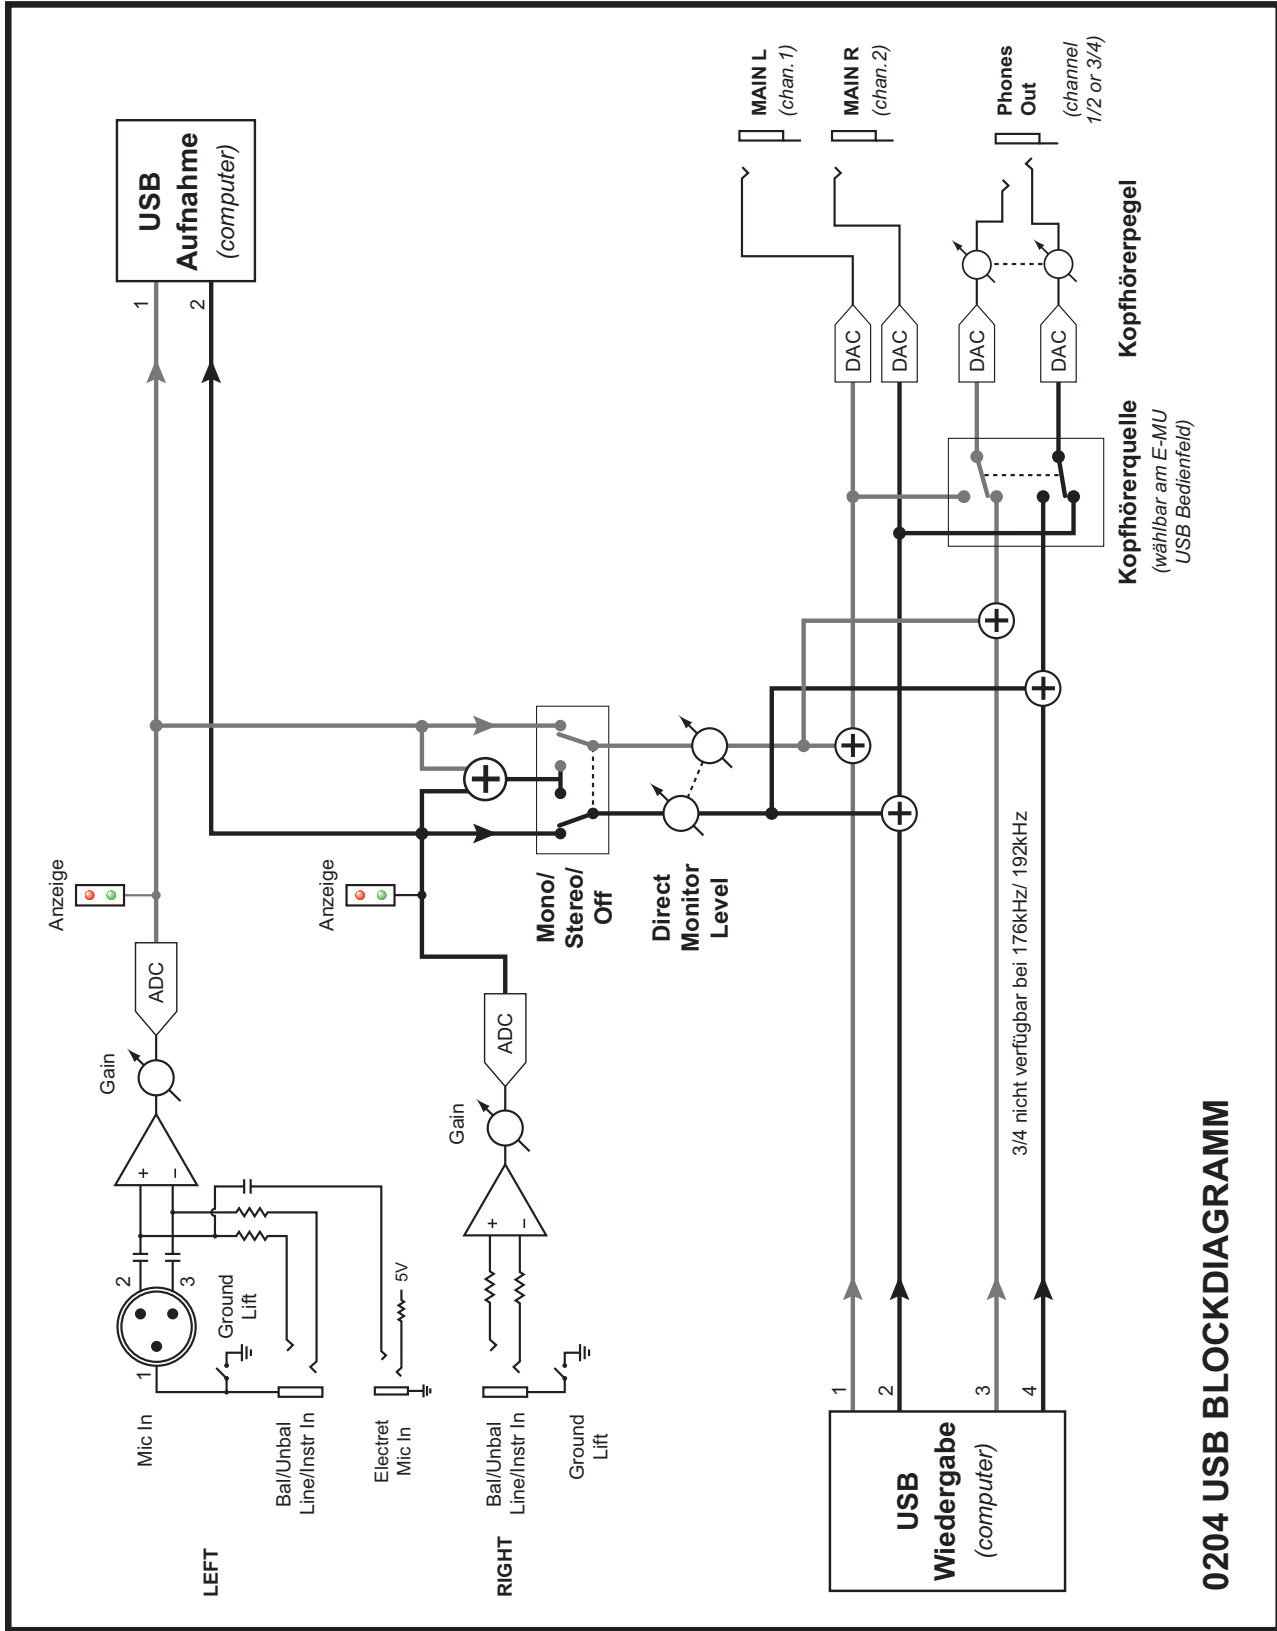 LEFT
Mic In
1
2
3
Ground
Lift
Bal/Unbal
Line/Instr In
Electret
Mic In
5V
+
−
Gain
ADC
Anzeige
1
2
USB
Aufnahme
(computer)
RIGHT
Bal/Unbal
Line/Instr In
Ground
Lift
+
−
Gain
ADC
Anzeige
Mono/
Stereo/
Off
Direct
Monitor
Level
MAIN L
(chan.1)
MAIN R
(chan.2)
Phones
Out
(channel
1/2 or 3/4)
DAC
DAC
DAC
DAC
Kopfhörerpegel
Kopfhörerquelle
(wählbar am E-MU
USB Bedienfeld)
USB
Wiedergabe
(computer)
1
2
3
4
3/4 nicht verfügbar bei 176kHz/ 192kHz
0204 USB BLOCKDIAGRAMM